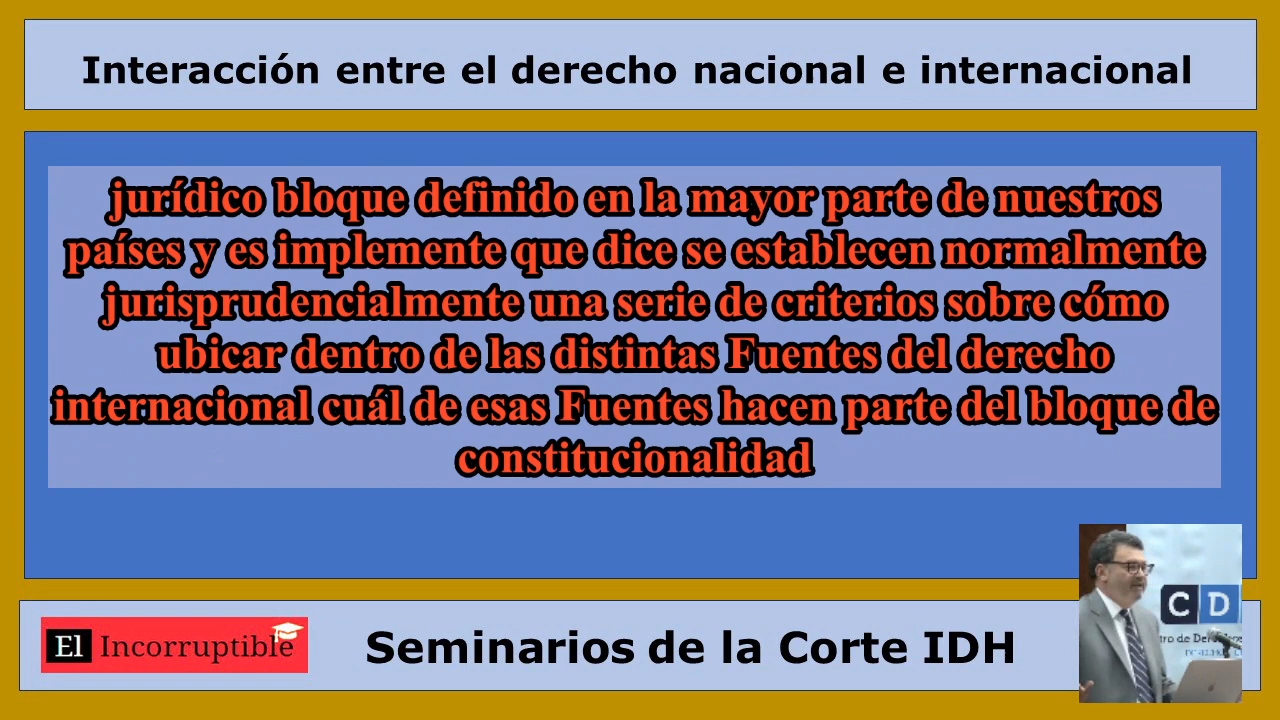 Interacción entre el derecho nacional e internacional
jurídico bloque definido en la mayor parte de nuestros
países y es implemente que dice se establecen normalmente
jurisprudencialmente una serie de criterios sobre cómo
ubicar dentro de las distintas Fuentes del derecho
internacional cuál de esas Fuentes hacen parte del bloque de
constitucionalidad
El Incorruptible
Seminarios de la Corte IDH
C D
tro de